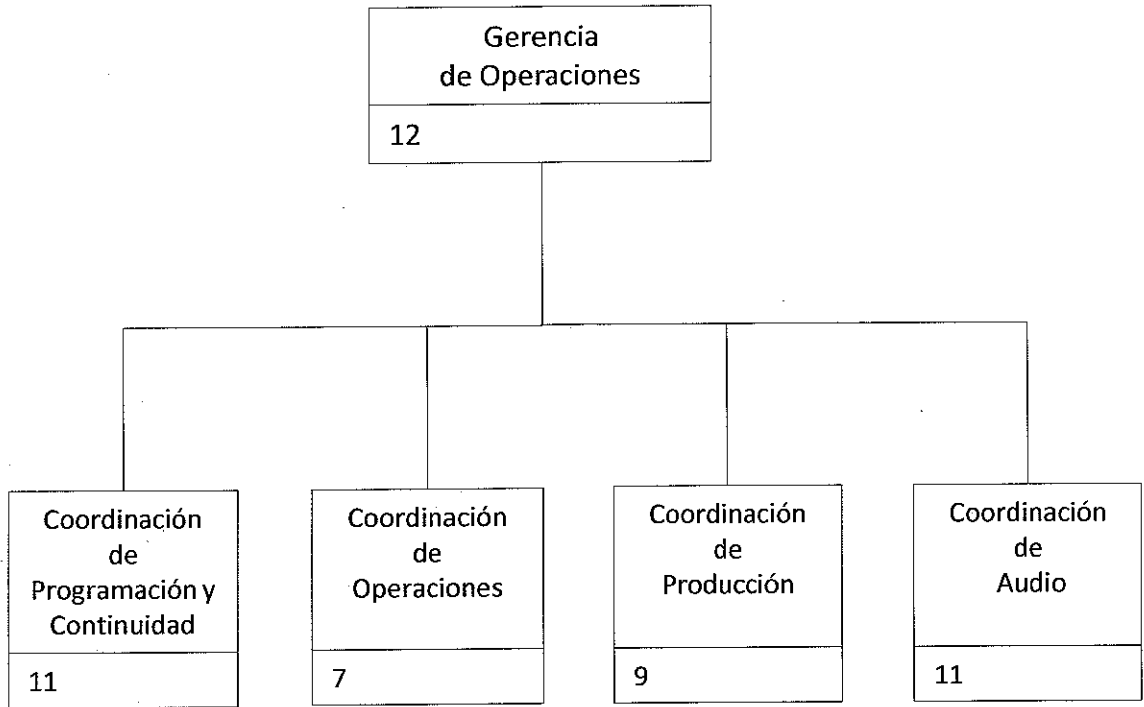 Gerencia
de Operaciones
12
Coordinación
de
Programación y
Continuidad
11
Coordinación
de
Operaciones
7
Coordinación
de
Producción
9
Coordinación
de
Audio
11